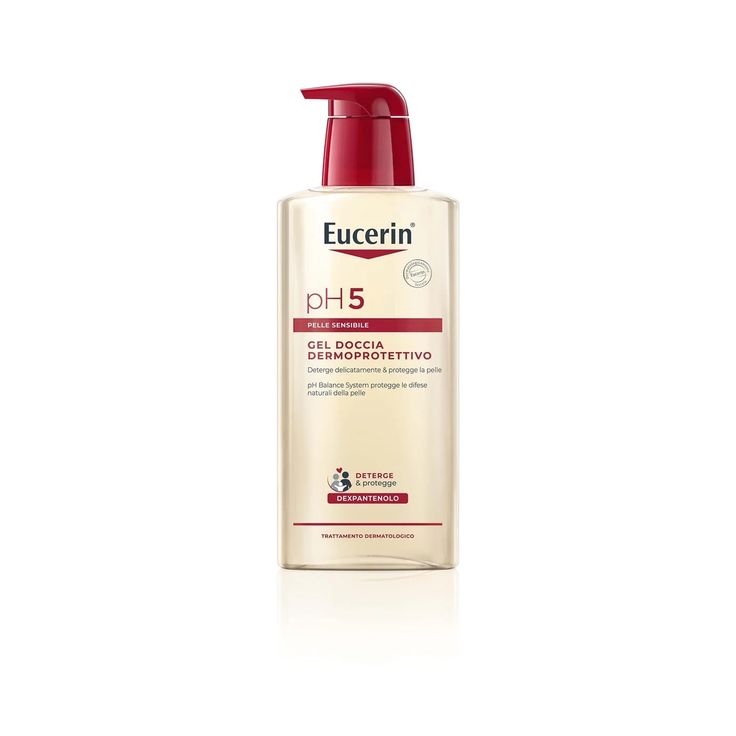 Eucerin®
Eucerin
pH5
PELLE SENSIBILE
GEL DOCCIA
DERMOPROTETTIVO
Deterge delicatamente & protegge la pelle
pH Balance System protegge le difese
naturali della pelle
DETERGE
& protegge
DEXPANTENOLO
TRATTAMENTO DERMATOLOGICO